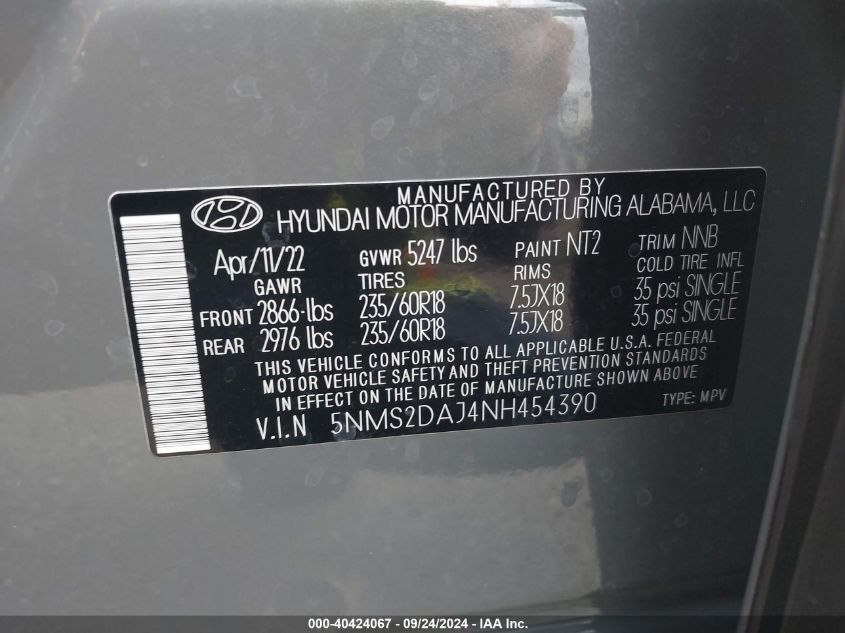 MANUFACTURED BY
HYUNDAI MOTOR MANUFACTURING ALABAMA, LLC
Apr/11/22 GVWR 5247 lbs PAINT NT2 TRIM NNB
GAWR TIRES RIMS COLD TIRE INFL
FRONT 2866-lbs 235/60R18 7.5JX18 35 psi SINGLE
REAR 2976 lbs 235/60R18 7.5JX18 35 psi SINGLE
THIS VEHICLE CONFORMS TO ALL APPLICABLE U.S.A. FEDERAL
MOTOR VEHICLE SAFETY AND THEFT PREVENTION STANDARDS
IN EFFECT ON THE DATE OF MANUFACTURE SHOWN ABOVE
V.I.N 5NMS2DAJ4NH454390 TYPE: MPV
000-40424067 - 09/24/2024 - IAA Inc.